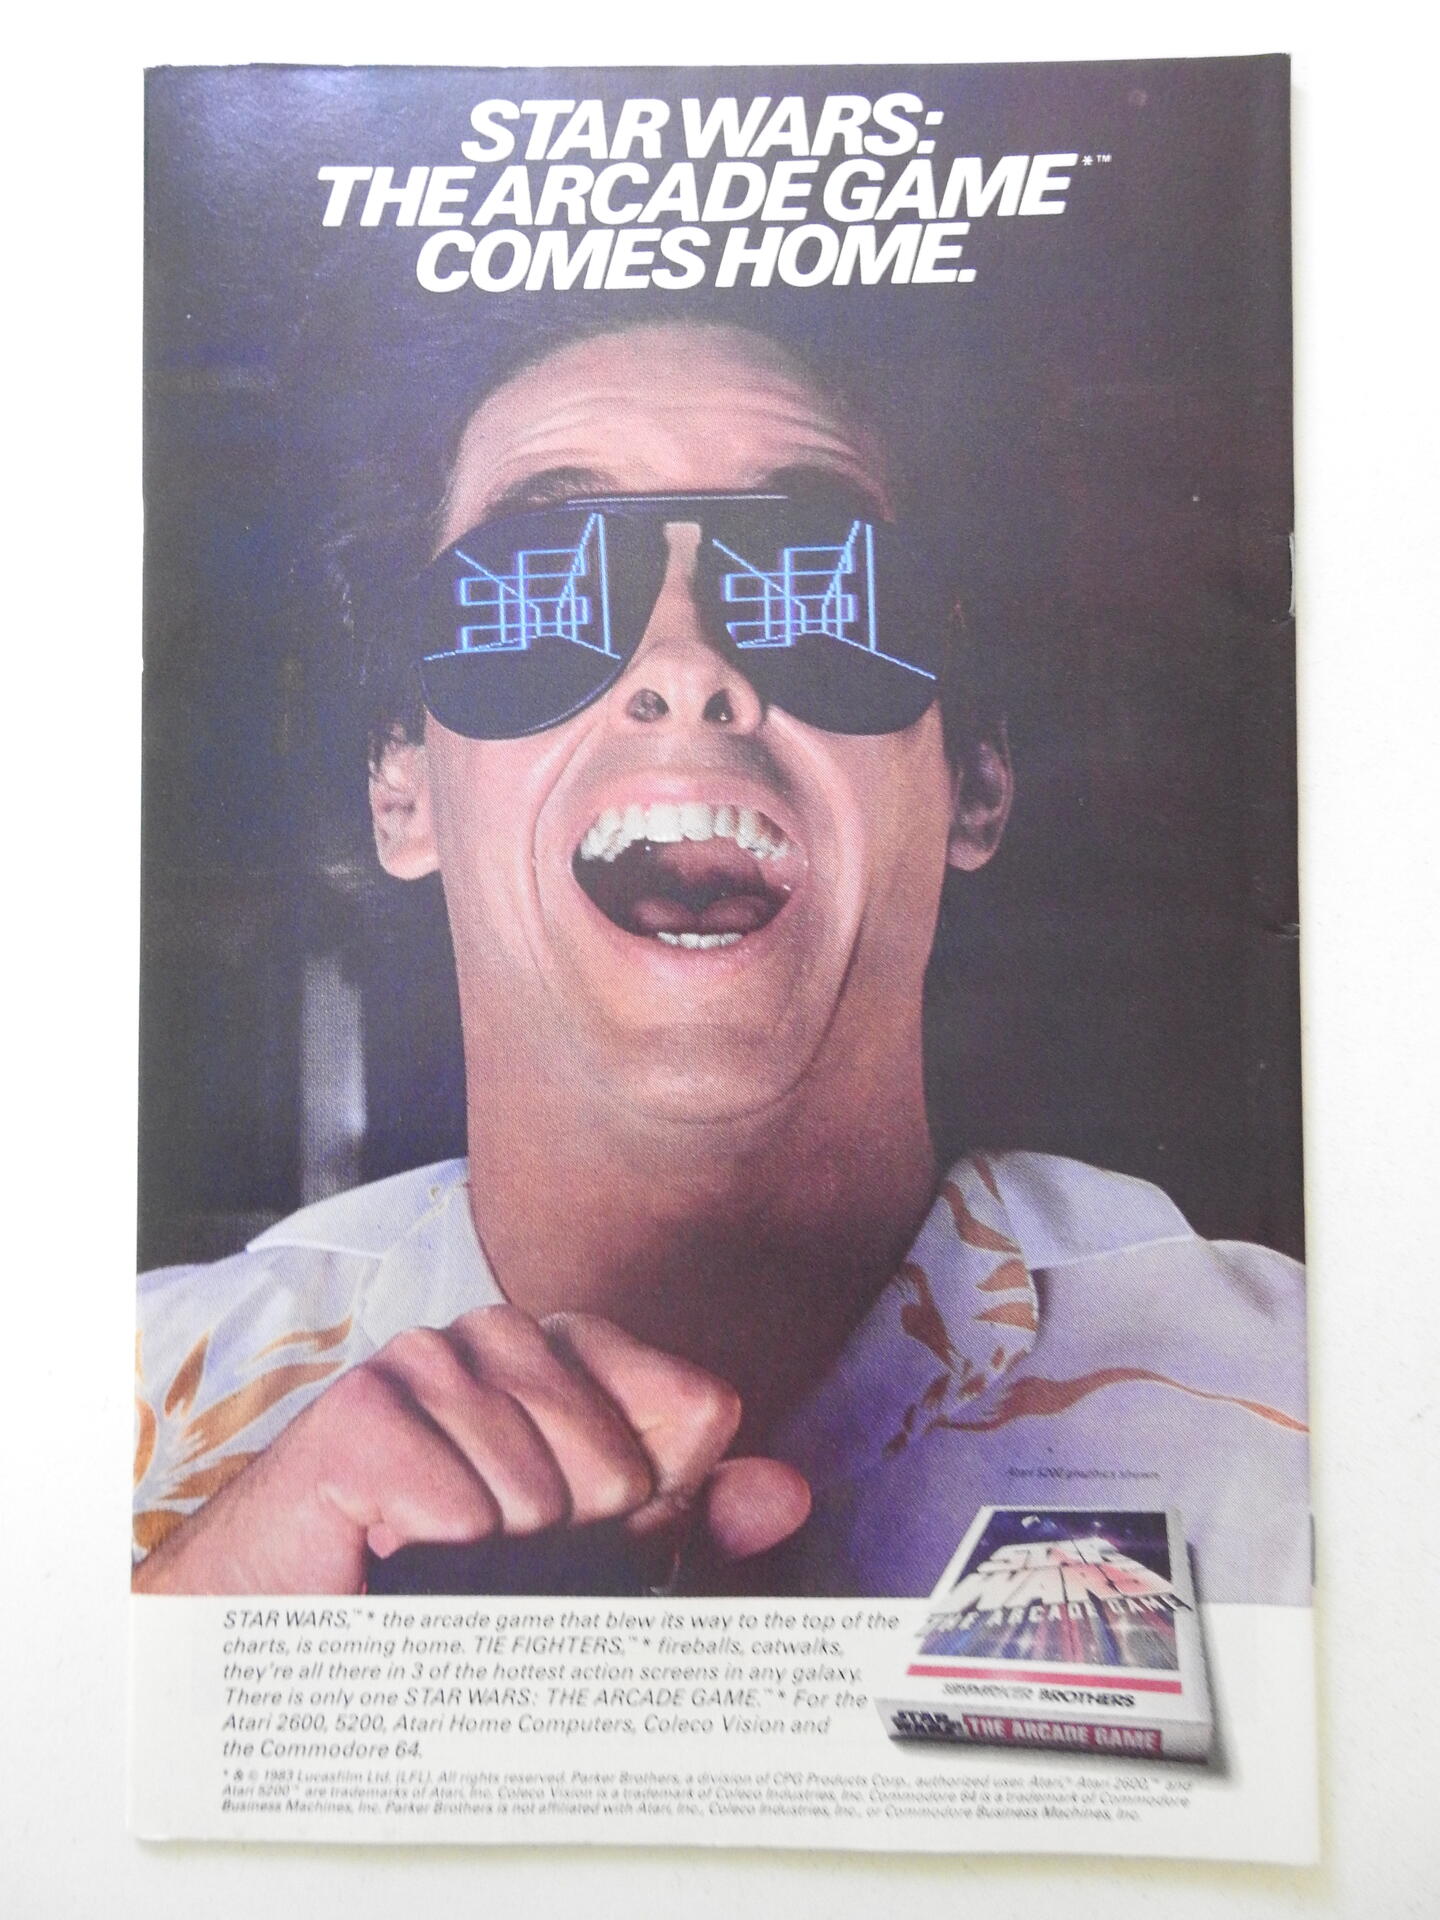 STAR WARS:
THE ARCADE GAME*™
COMES HOME.
Atari 5200 graphics shown.
STAR WARS
THE ARCADE GAME
PARKER BROTHERS
STAR WARS THE ARCADE GAME
STAR WARS,™* the arcade game that blew its way to the top of the
charts, is coming home. TIE FIGHTERS,™* fireballs, catwalks,
they're all there in 3 of the hottest action screens in any galaxy.
There is only one STAR WARS: THE ARCADE GAME.™* For the
Atari 2600, 5200, Atari Home Computers, Coleco Vision and
the Commodore 64.
* & © 1983 Lucasfilm Ltd. (LFL). All rights reserved. Parker Brothers, a division of CPG Products Corp., authorized user. Atari,® Atari 2600,™ and
Atari 5200™ are trademarks of Atari, Inc. Coleco Vision is a trademark of Coleco Industries, Inc. Commodore 64 is a trademark of Commodore
Business Machines, Inc. Parker Brothers is not affiliated with Atari, Inc., Coleco Industries, Inc., or Commodore Business Machines, Inc.